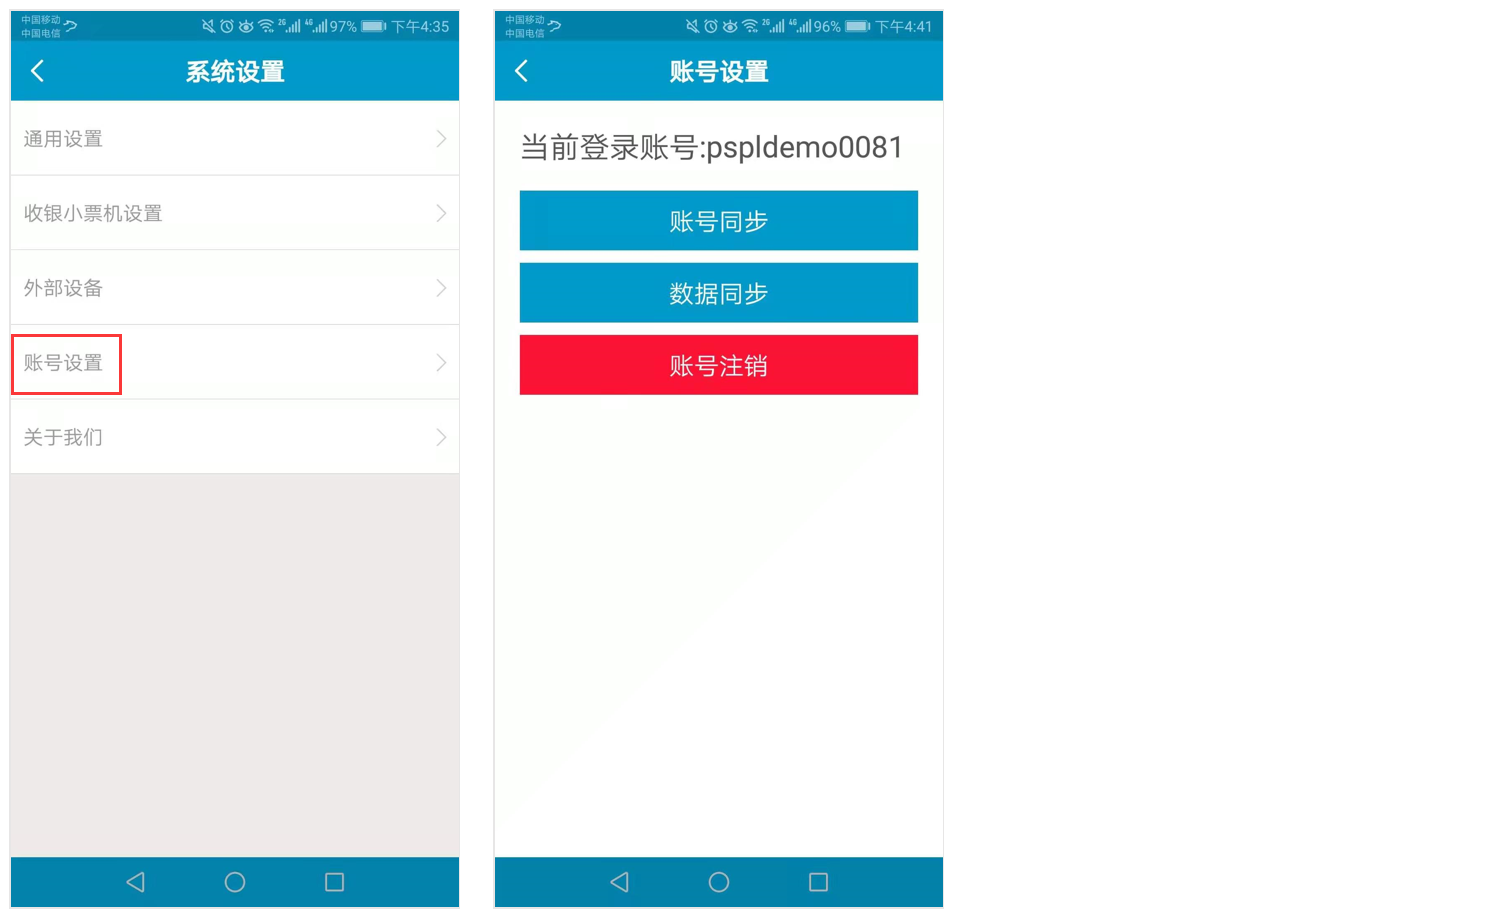 中国移动
中国电信
2G 4G 97% 下午4:35
系统设置
通用设置
收银小票机设置
外部设备
账号设置
关于我们
中国移动
中国电信
2G 4G 96% 下午4:41
账号设置
当前登录账号:pspldemo0081
账号同步
数据同步
账号注销